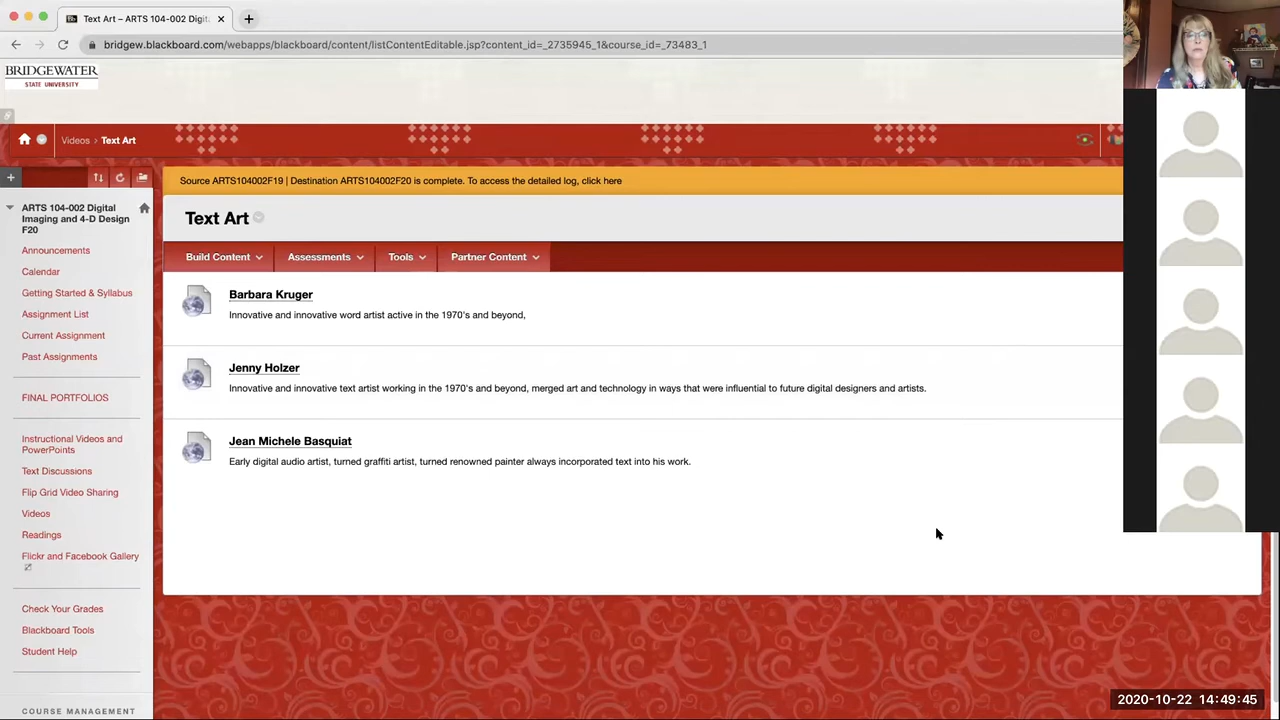 Text Art – ARTS 104-002 Digit
bridgew.blackboard.com/webapps/blackboard/content/listContentEditable.jsp?content_id=_735945_1&course_id=_73483_1
BRIDGEWATER
STATE UNIVERSITY
Videos > Text Art
Source ARTS104002F19 | Destination ARTS104002F20 is complete. To access the detailed log, click here
ARTS 104-002 Digital
Imaging and 4-D Design
F20
Announcements
Calendar
Getting Started & Syllabus
Assignment List
Current Assignment
Past Assignments
FINAL PORTFOLIOS
Instructional Videos and
PowerPoints
Text Discussions
Flip Grid Video Sharing
Videos
Readings
Flickr and Facebook Gallery
Check Your Grades
Blackboard Tools
Student Help
COURSE MANAGEMENT
Text Art
Build Content
Assessments
Tools
Partner Content
Barbara Kruger
Innovative and innovative word artist active in the 1970's and beyond,
Jenny Holzer
Innovative and innovative text artist working in the 1970's and beyond, merged art and technology in ways that were influential to future digital designers and artists.
Jean Michele Basquiat
Early digital audio artist, turned graffiti artist, turned renowned painter always incorporated text into his work.
2020-10-22 14:49:45